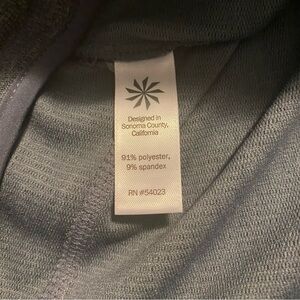 Designed in
Sonoma County,
California
91% polyester,
9% spandex
RN #54023